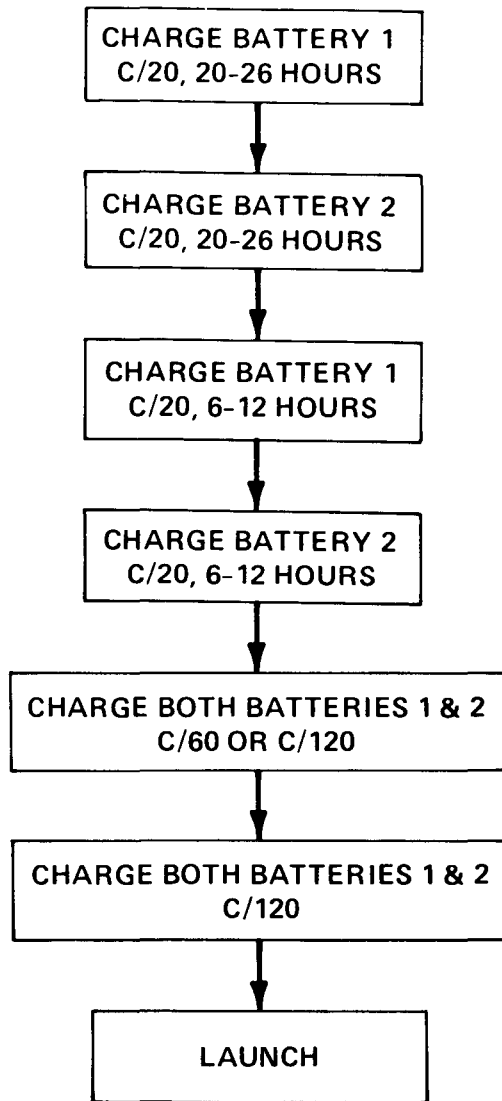 CHARGE BATTERY 1
C/20, 20-26 HOURS
CHARGE BATTERY 2
C/20, 20-26 HOURS
CHARGE BATTERY 1
C/20, 6-12 HOURS
CHARGE BATTERY 2
C/20, 6-12 HOURS
CHARGE BOTH BATTERIES 1 & 2
C/60 OR C/120
CHARGE BOTH BATTERIES 1 & 2
C/120
LAUNCH